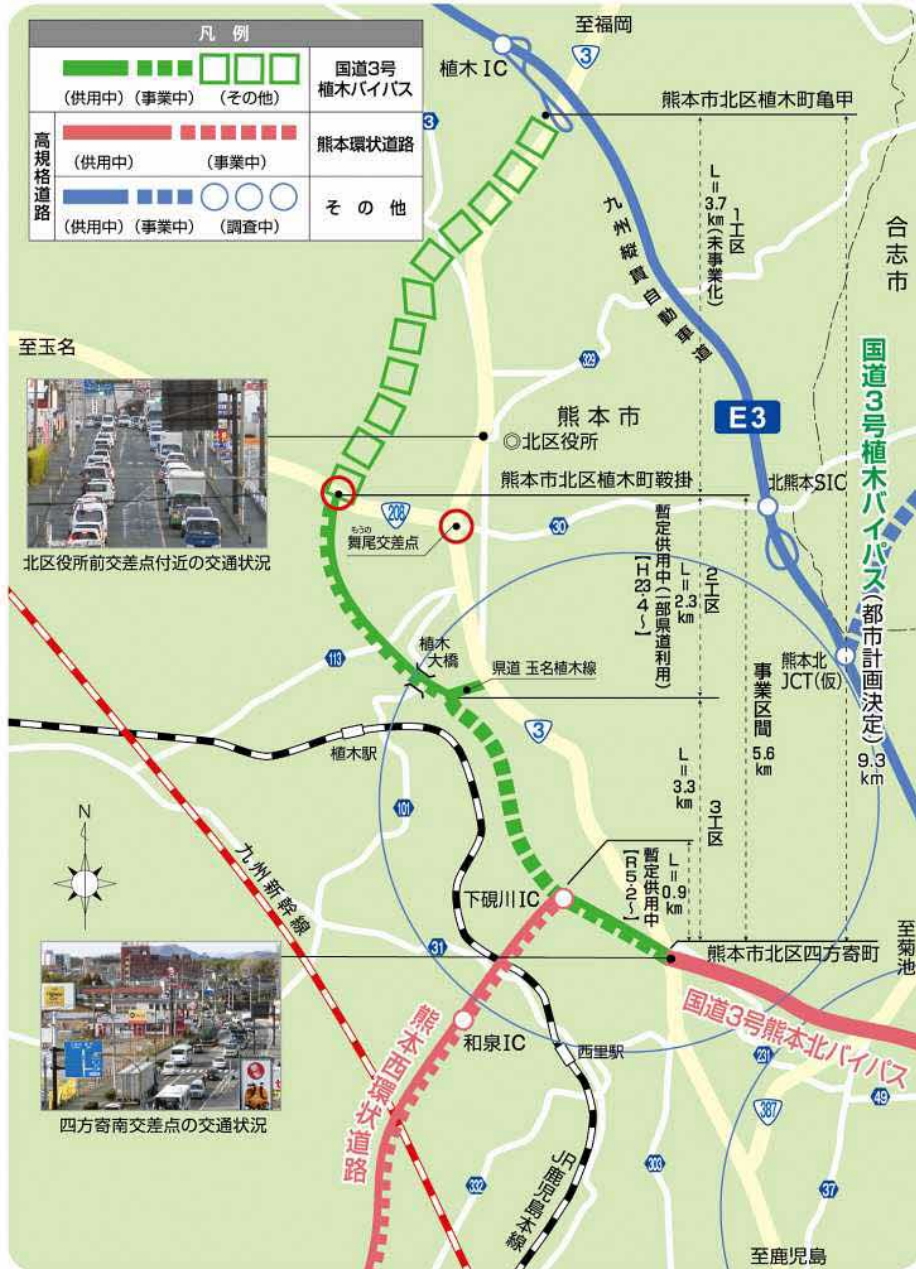 凡例
(供用中)
(事業中)
(その他)
国道3号
植木バイパス
高規格道路
(供用中)
(事業中)
熊本環状道路
(供用中)
(事業中)
(調査中)
その他
至福岡
3
植木IC
熊本市北区植木町亀甲
3
1工区
L=3.7km(未事業化)
九州縦貫自動車道
合志市
至玉名
329
熊本市
◎北区役所
E3
国道3号植木バイパス(都市計画決定)9.3km
熊本市北区植木町鞍掛
北熊本SIC
208
30
もうの
舞尾交差点
北区役所前交差点付近の交通状況
2工区
L=2.3km
暫定供用中(一部県道利用)
【H23.4~】
植木大橋
113
県道 玉名植木線
熊本北
JCT(仮)
事業区間 5.6km
3
植木駅
L=3.3km
3工区
101
N
九州新幹線
L=0.9km
暫定供用中
【R5.2~】
下硯川IC
31
熊本市北区四方寄町
至菊池
国道3号熊本北バイパス
和泉IC
西里駅
熊本西環状道路
231
49
387
四方寄南交差点の交通状況
JR鹿児島本線
332
303
37
至鹿児島